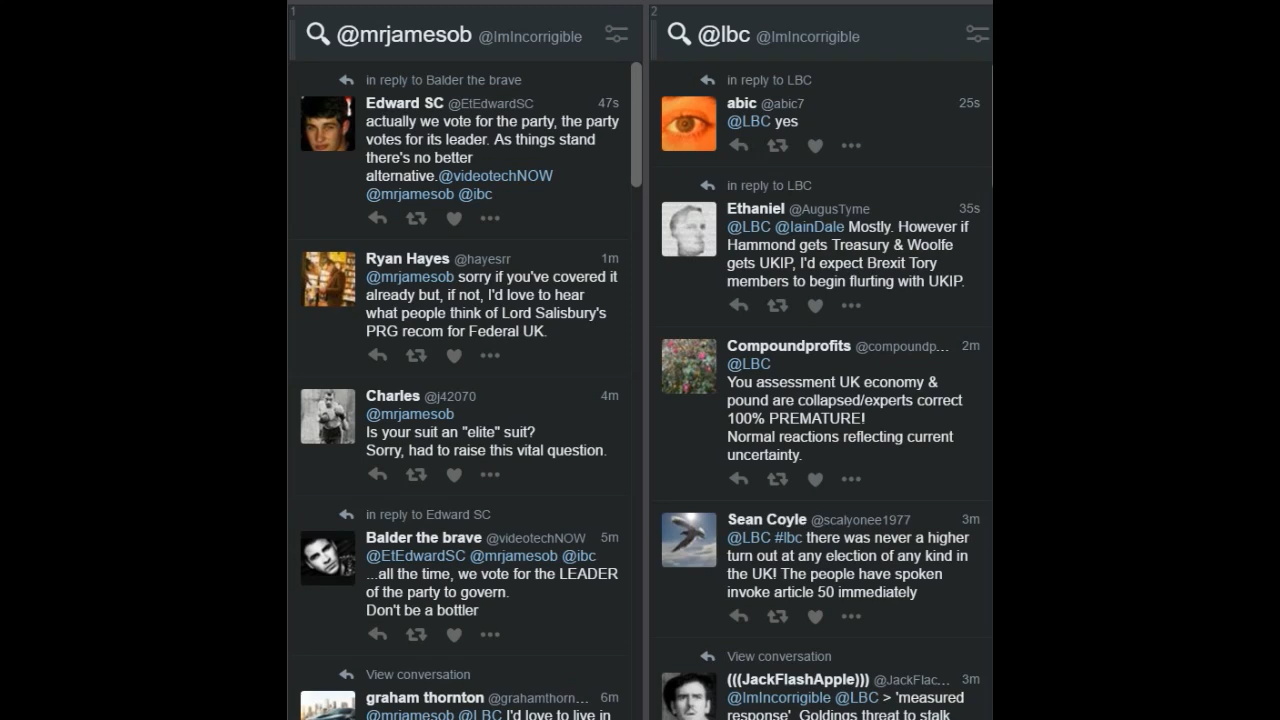 1
@mrjamesob @ImIncorrigible
in reply to Balder the brave
Edward SC @EtEdwardSC 47s
actually we vote for the party, the party
votes for its leader. As things stand
there's no better
alternative.@videotechNOW
@mrjamesob @ibc
Ryan Hayes @hayesrr 1m
@mrjamesob sorry if you've covered it
already but, if not, I'd love to hear
what people think of Lord Salisbury's
PRG recom for Federal UK.
Charles @j42070 4m
@mrjamesob
Is your suit an "elite" suit?
Sorry, had to raise this vital question.
in reply to Edward SC
Balder the brave @videotechNOW 5m
@EtEdwardSC @mrjamesob @ibc
...all the time, we vote for the LEADER
of the party to govern.
Don't be a bottler
View conversation
graham thornton @grahamthorn... 6m
@mrjamesob @LBC I'd love to live in
2
@lbc @ImIncorrigible
in reply to LBC
abic @abic7 25s
@LBC yes
in reply to LBC
Ethaniel @AugusTyme 35s
@LBC @IainDale Mostly. However if
Hammond gets Treasury & Woolfe
gets UKIP, I'd expect Brexit Tory
members to begin flurting with UKIP.
Compoundprofits @compoundp... 2m
@LBC
You assessment UK economy &
pound are collapsed/experts correct
100% PREMATURE!
Normal reactions reflecting current
uncertainty.
Sean Coyle @scalyonee1977 3m
@LBC #lbc there was never a higher
turn out at any election of any kind in
the UK! The people have spoken
invoke article 50 immediately
View conversation
(((JackFlashApple))) @JackFlac... 3m
@ImIncorrigible @LBC > 'measured
response'. Goldings threat to stalk